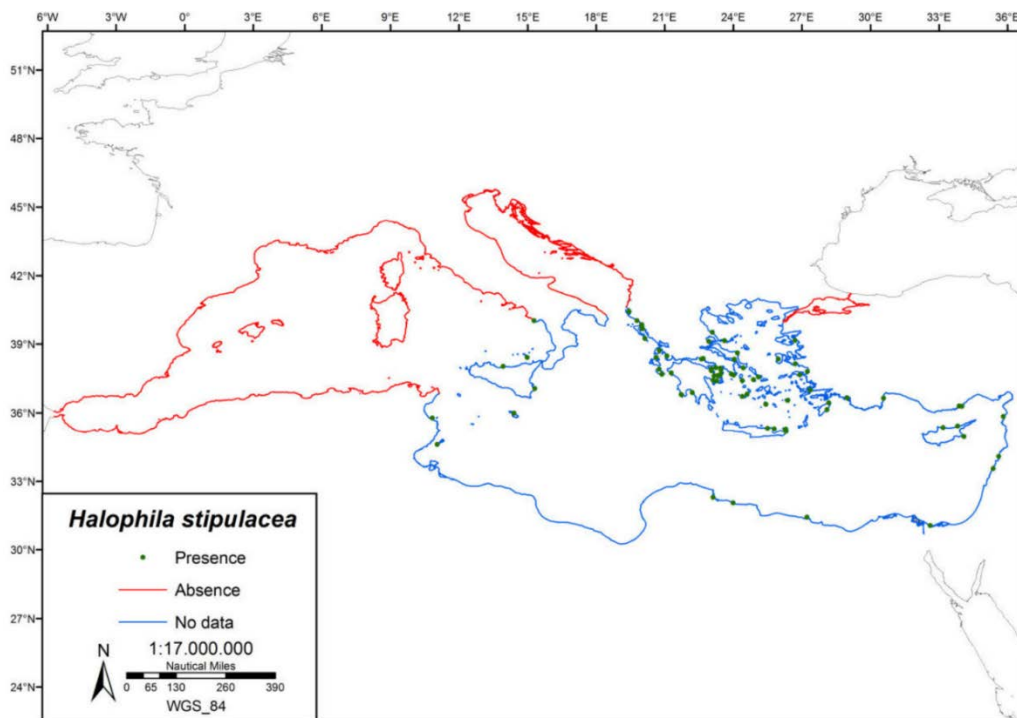 6°W 3°W 0° 3°E 6°E 9°E 12°E 15°E 18°E 21°E 24°E 27°E 30°E 33°E 36°E
51°N
48°N
45°N
42°N
39°N
36°N
33°N
30°N
27°N
24°N
Halophila stipulacea
Presence
Absence
No data
N
1:17.000.000
Nautical Miles
0 65 130 260 390
WGS_84